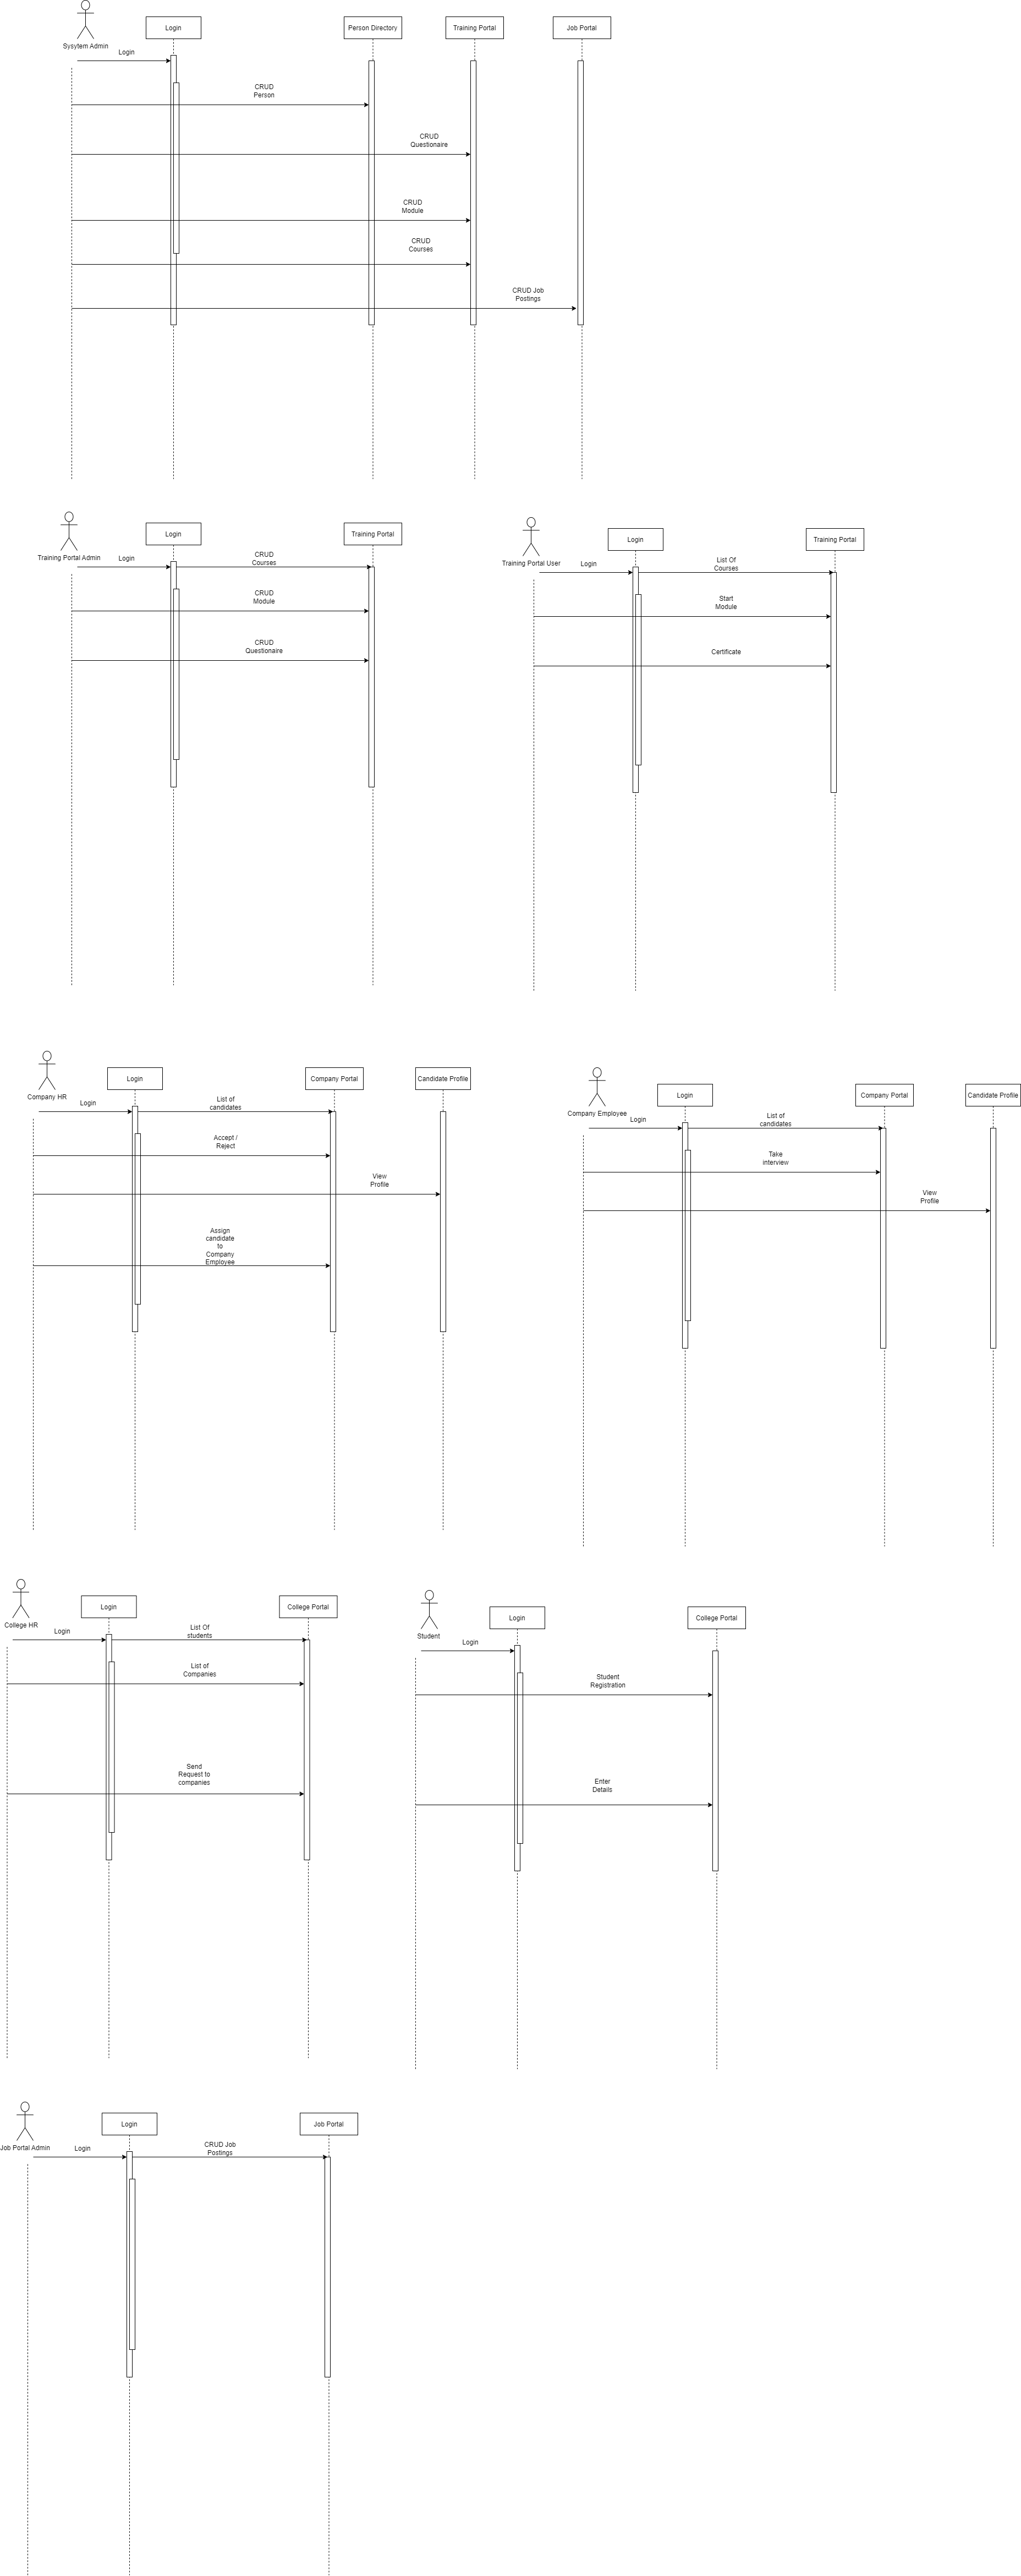 Sysytem Admin
Login
Person Directory
Training Portal
Job Portal
Login
CRUD
Person
CRUD
Questionaire
CRUD
Module
CRUD
Courses
CRUD Job
Postings
Training Portal Admin
Login
Training Portal
Login
CRUD
Courses
CRUD
Module
CRUD
Questionaire
Training Portal User
Login
Training Portal
Login
List Of
Courses
Start
Module
Certificate
Company HR
Login
Company Portal
Candidate Profile
Login
List of
candidates
Accept /
Reject
View
Profile
Assign
candidate
to
Company
Employee
Company Employee
Login
Company Portal
Candidate Profile
Login
List of
candidates
Take
interview
View
Profile
College HR
Login
College Portal
Login
List Of
students
List of
Companies
Send
Request to
companies
Student
Login
College Portal
Login
Student
Registration
Enter
Details
Job Portal Admin
Login
Job Portal
Login
CRUD Job
Postings